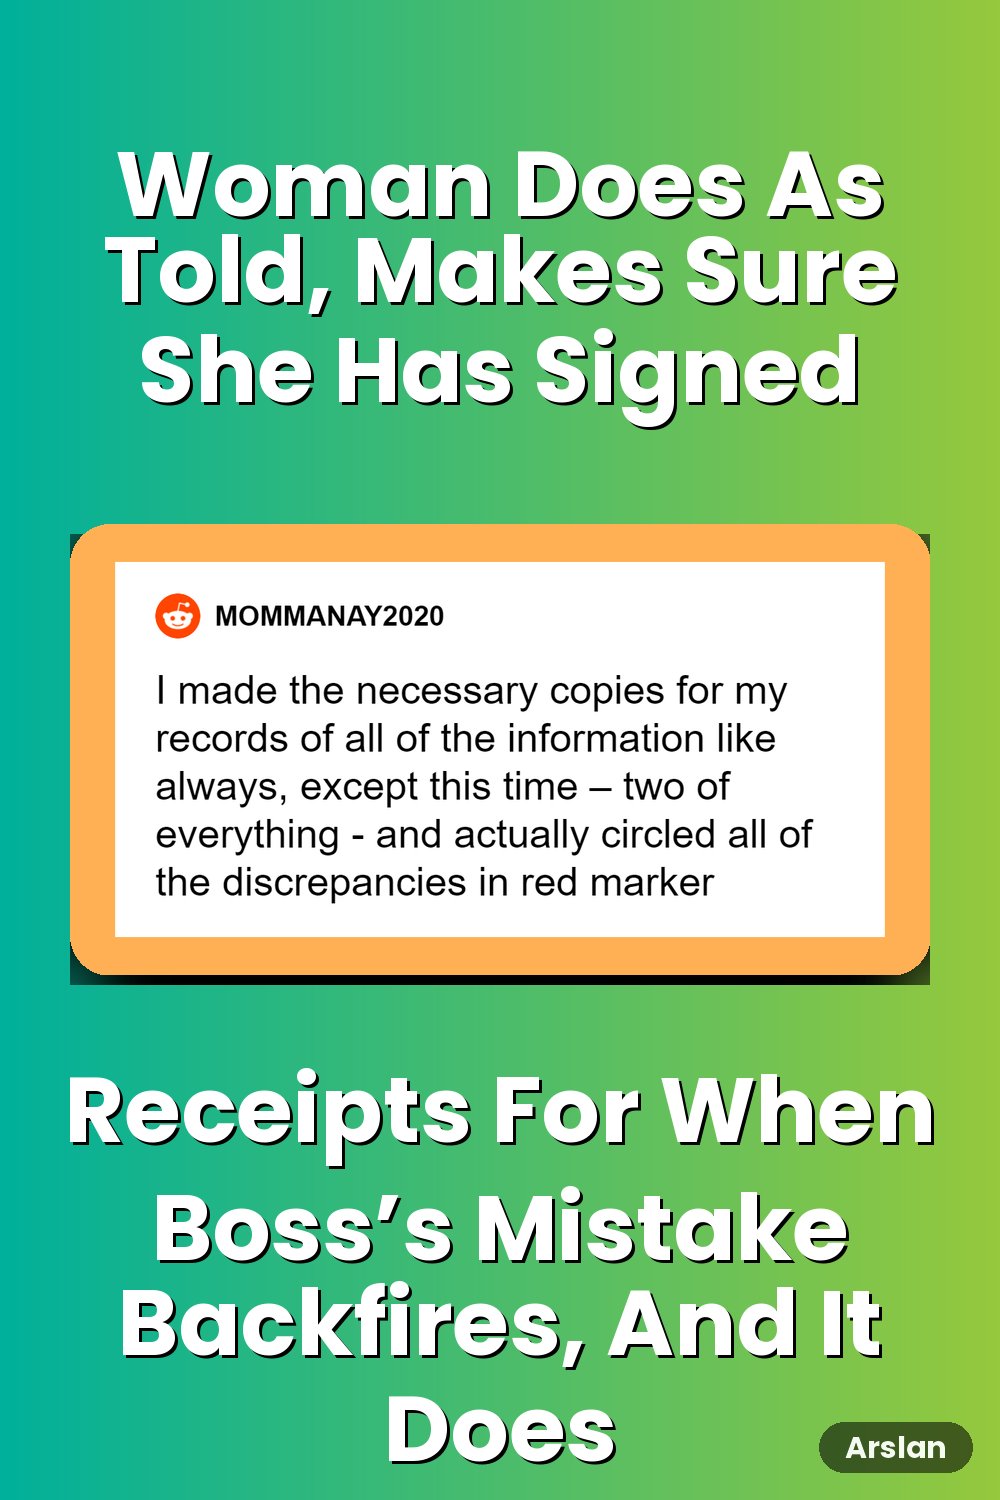 Woman Does As
Told, Makes Sure
She Has Signed
MOMMANAY2020
I made the necessary copies for my
records of all of the information like
always, except this time – two of
everything - and actually circled all of
the discrepancies in red marker
Receipts For When
Boss’s Mistake
Backfires, And It
Does
Arslan